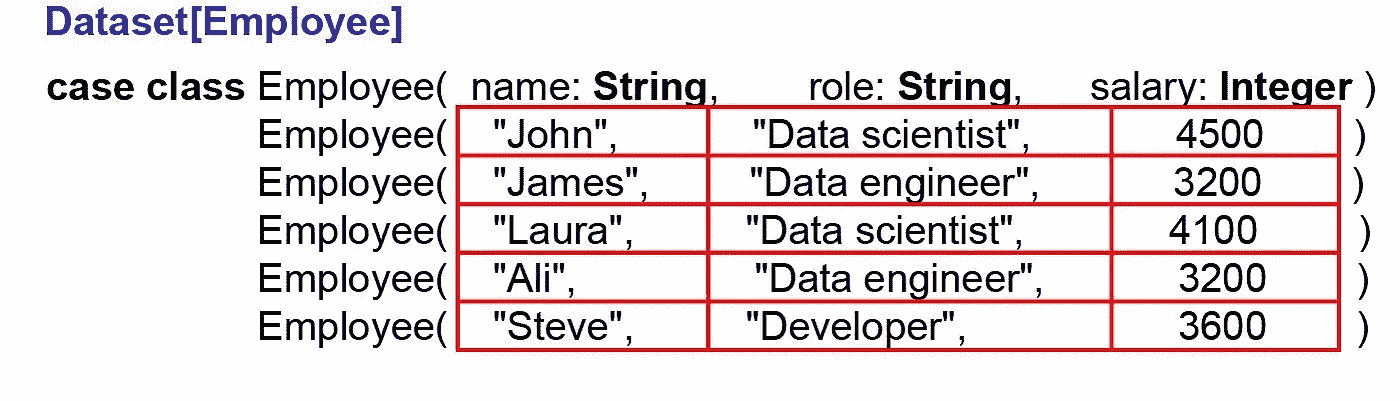 Dataset[Employee]
case class Employee( name: String, role: String, salary: Integer )
Employee( "John", "Data scientist", 4500 )
Employee( "James", "Data engineer", 3200 )
Employee( "Laura", "Data scientist", 4100 )
Employee( "Ali", "Data engineer", 3200 )
Employee( "Steve", "Developer", 3600 )